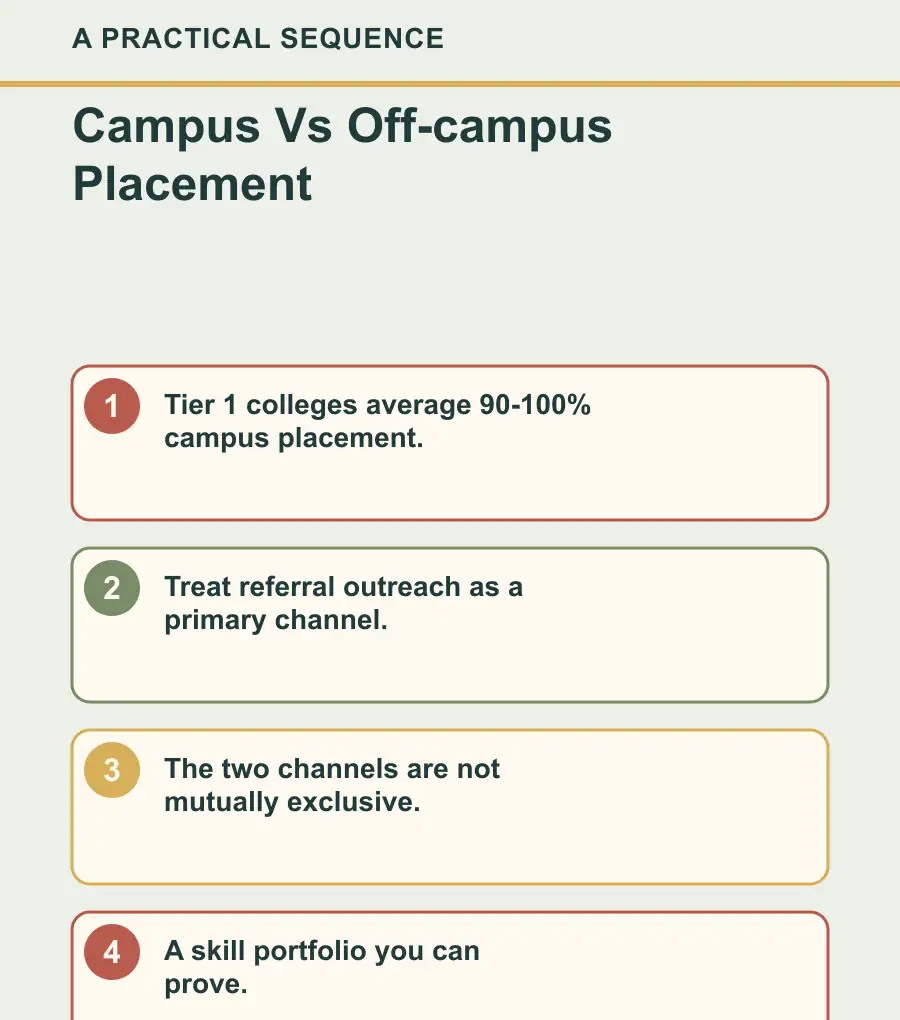 A PRACTICAL SEQUENCE
Campus Vs Off-campus
Placement
1
Tier 1 colleges average 90-100%
campus placement.
2
Treat referral outreach as a
primary channel.
3
The two channels are not
mutually exclusive.
4
A skill portfolio you can
prove.